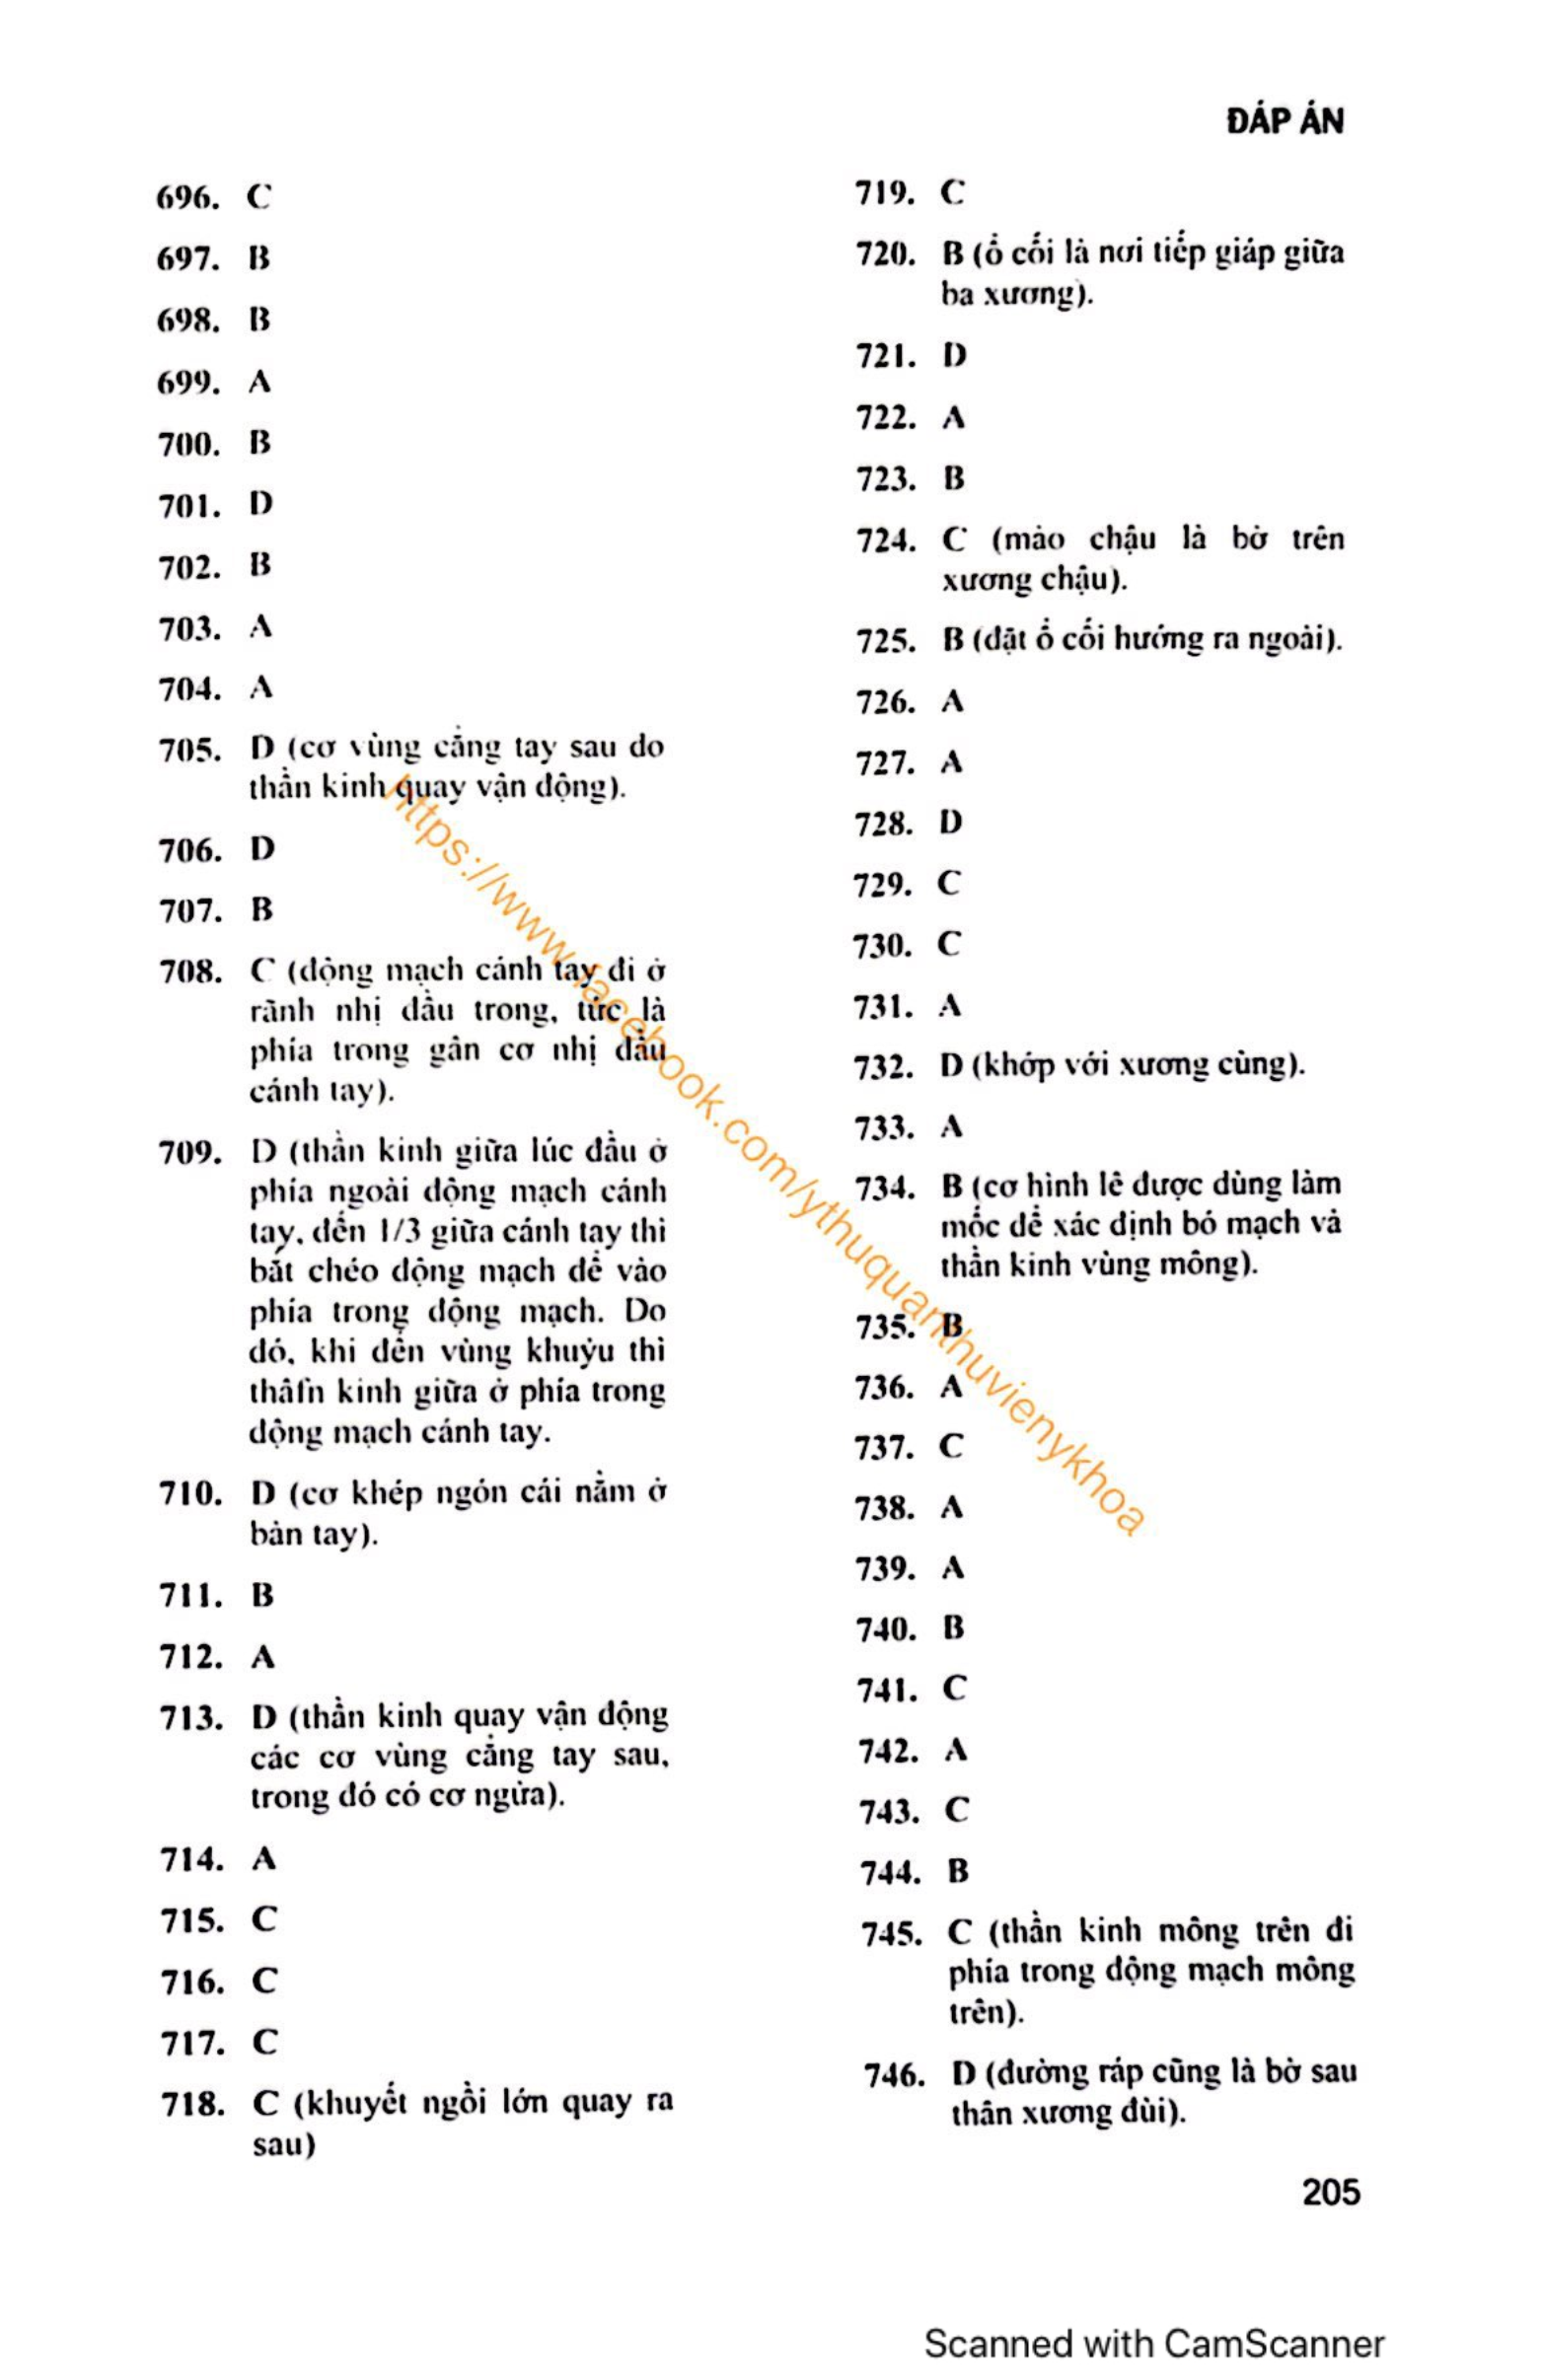 ĐÁP ÁN
696. C
697. B
698. B
699. A
700. B
701. D
702. B
703. A
704. A
705. D (cơ vùng cẳng tay sau do
thần kinh quay vận động).
706. D
707. B
708. C (động mạch cánh tay đi ở
rãnh nhị đầu trong, tức là
phía trong gân cơ nhị đầu
cánh tay).
709. D (thần kinh giữa lúc đầu ở
phía ngoài động mạch cánh
tay, đến 1/3 giữa cánh tay thì
bắt chéo động mạch để vào
phía trong động mạch. Do
đó, khi đến vùng khuỷu thì
thâfn kinh giữa ở phía trong
động mạch cánh tay.
710. D (cơ khép ngón cái nằm ở
bàn tay).
711. B
712. A
713. D (thần kinh quay vận động
các cơ vùng cẳng tay sau,
trong đó có cơ ngửa).
714. A
715. C
716. C
717. C
718. C (khuyết ngồi lớn quay ra
sau)
719. C
720. B (ổ cối là nơi tiếp giáp giữa
ba xương).
721. D
722. A
723. B
724. C (mào chậu là bờ trên
xương chậu).
725. B (đặt ổ cối hướng ra ngoài).
726. A
727. A
728. D
729. C
730. C
731. A
732. D (khớp với xương cùng).
733. A
734. B (cơ hình lê được dùng làm
mốc để xác định bó mạch và
thần kinh vùng mông).
735. B
736. A
737. C
738. A
739. A
740. B
741. C
742. A
743. C
744. B
745. C (thần kinh mông trên đi
phía trong động mạch mông
trên).
746. D (đường ráp cũng là bờ sau
thân xương đùi).
https://www.facebook.com/ythuquanthuvienykhoa
205
Scanned with CamScanner